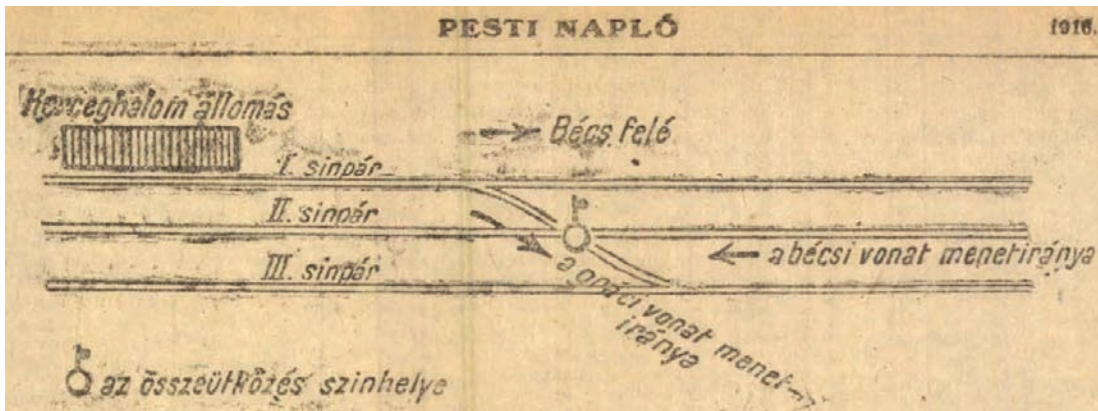 PESTI NAPLÓ
1916.
Herceghalom állomás
Bécs felé
I. sinpár
II. sinpár
a bécsi vonat menetiránya
III. sinpár
a gráci vonat menet-
iránya
az összeütközés szinhelye